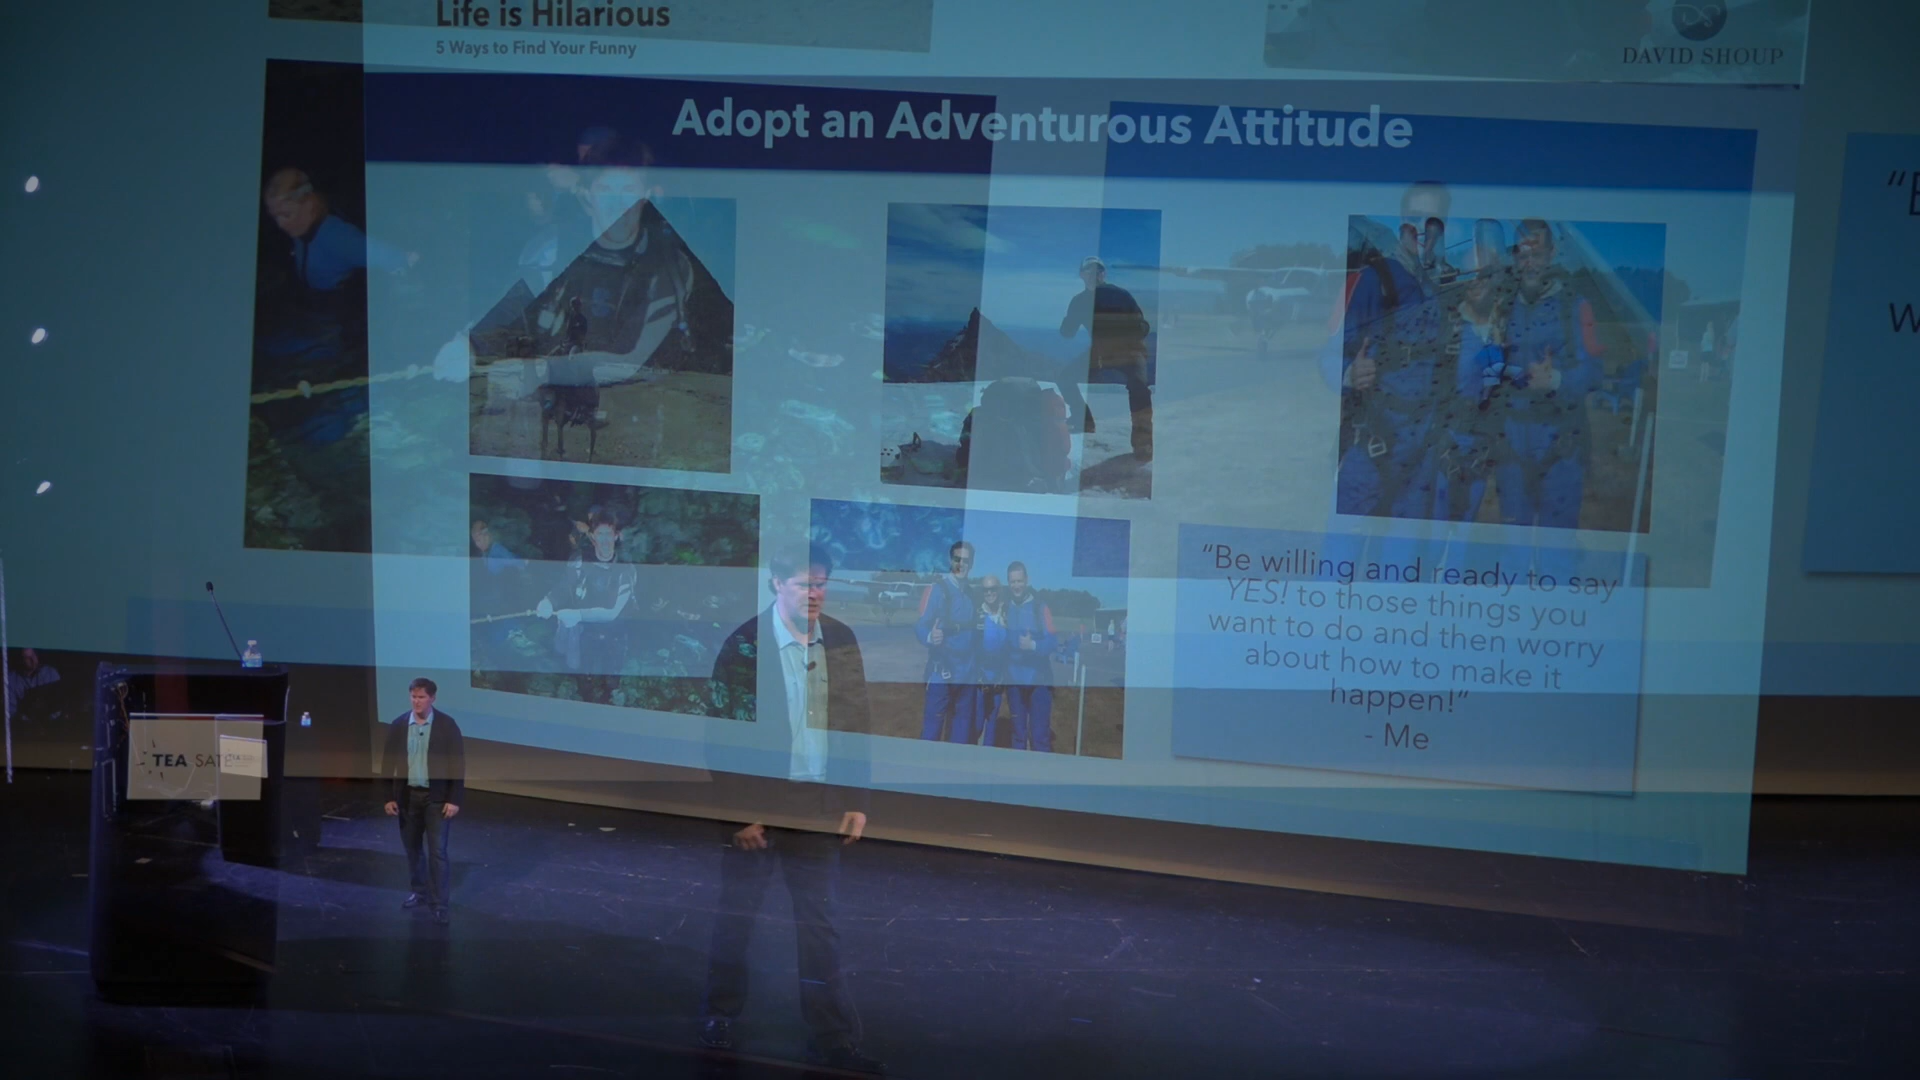 Life is Hilarious
5 Ways to Find Your Funny
DS
DAVID SHOUP
Adopt an Adventurous Attitude
“Be willing and ready to say
YES! to those things you
want to do and then worry
about how to make it
happen!”
- Me
TEA